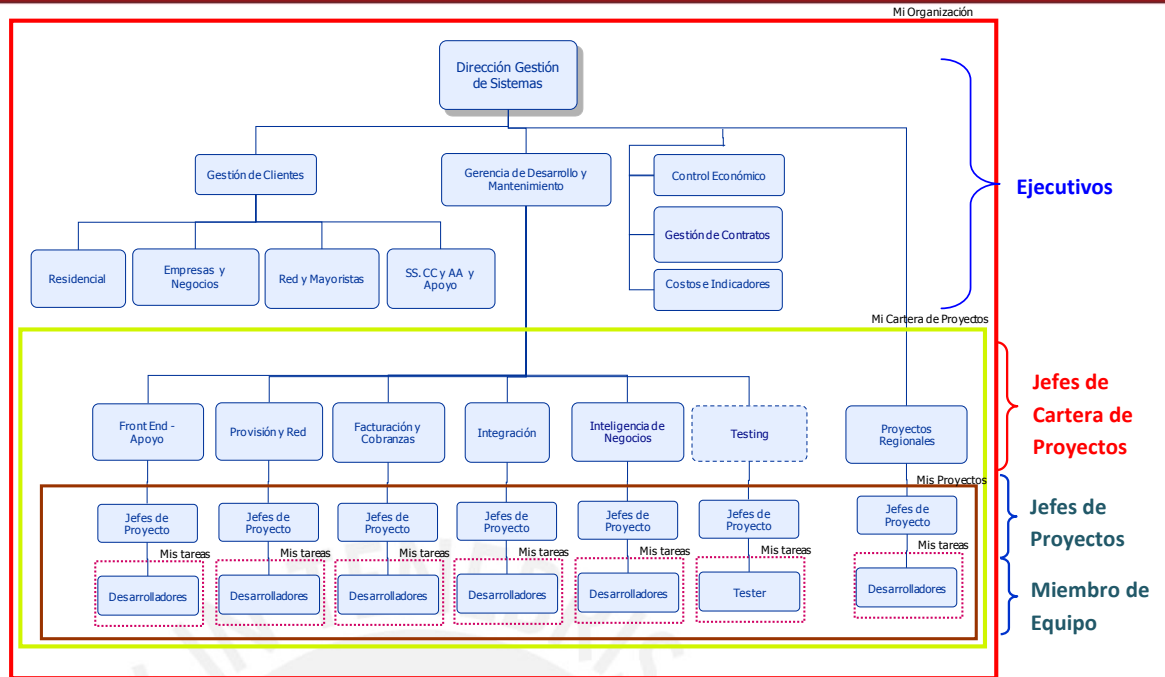 Mi Organización
Dirección Gestión
de Sistemas
Gestión de Clientes
Gerencia de Desarrollo y
Mantenimiento
Control Económico
Ejecutivos
Gestión de Contratos
Residencial
Empresas y
Negocios
Red y Mayoristas
SS. CC y AA y
Apoyo
Costos e Indicadores
Mi Cartera de Proyectos
Jefes de
Cartera de
Proyectos
Front End -
Apoyo
Provisión y Red
Facturación y
Cobranzas
Integración
Inteligencia de
Negocios
Testing
Proyectos
Regionales
Mis Proyectos
Jefes de
Proyecto
Jefes de
Proyecto
Jefes de
Proyecto
Jefes de
Proyecto
Jefes de
Proyecto
Jefes de
Proyecto
Jefes de
Proyecto
Jefes de
Proyectos
Mis tareas
Mis tareas
Mis tareas
Mis tareas
Mis tareas
Mis tareas
Mis tareas
Desarrolladores
Desarrolladores
Desarrolladores
Desarrolladores
Desarrolladores
Tester
Desarrolladores
Miembro de
Equipo